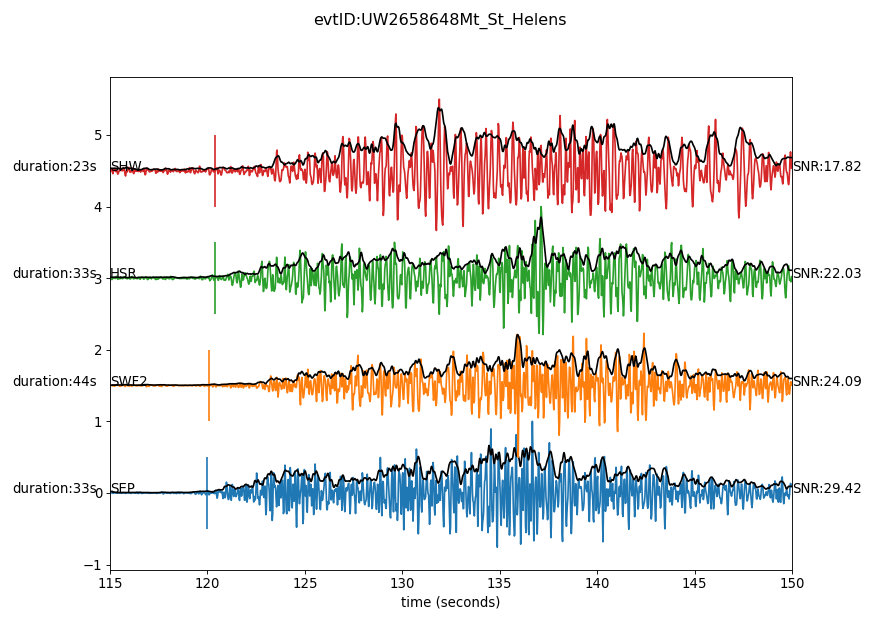 evtID:UW2658648Mt_St_Helens
5
duration:23s SHW SNR:17.82
4
duration:33s HSR SNR:22.03
3
2
duration:44s SWF2 SNR:24.09
1
duration:33s SEP SNR:29.42
0
−1
115 120 125 130 135 140 145 150
time (seconds)